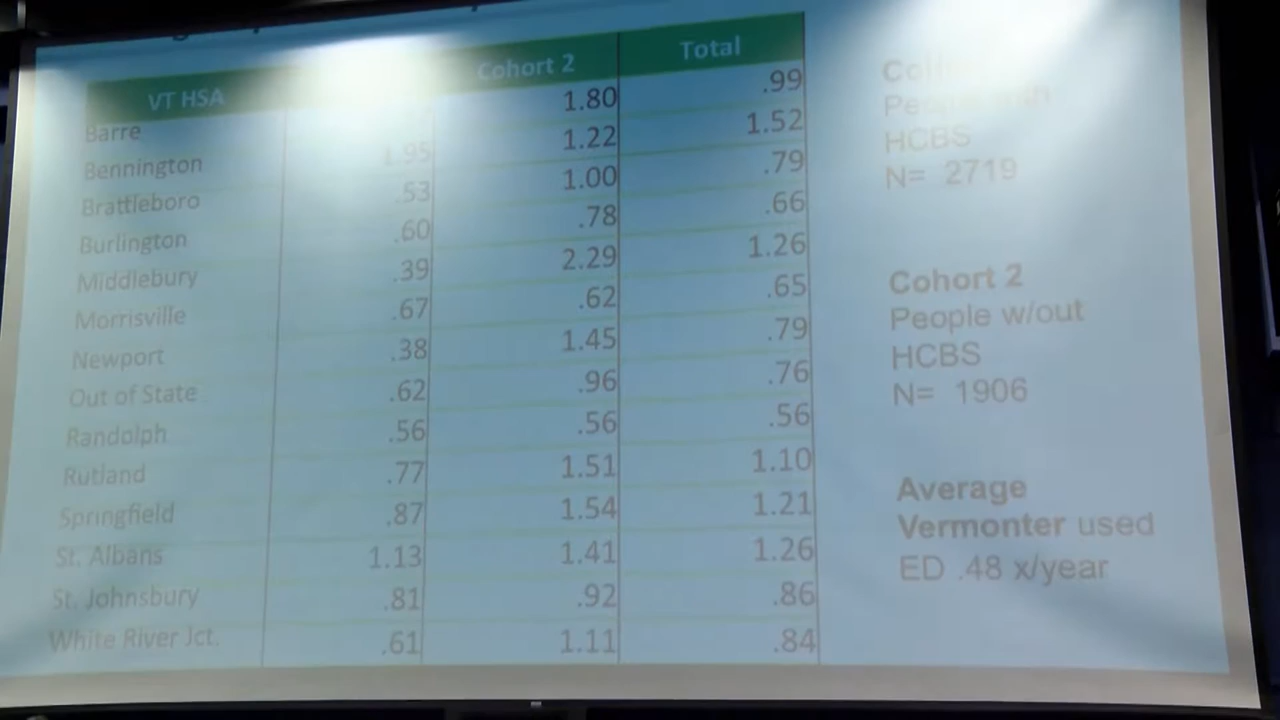 VT HSA Cohort 2 Total
Barre 1.80 .99
Bennington 1.95 1.22 1.52
Brattleboro .53 1.00 .79
Burlington .60 .78 .66
Middlebury .39 2.29 1.26
Morrisville .67 .62 .65
Newport .38 1.45 .79
Out of State .62 .96 .76
Randolph .56 .56 .56
Rutland .77 1.51 1.10
Springfield .87 1.54 1.21
St. Albans 1.13 1.41 1.26
St. Johnsbury .81 .92 .86
White River Jct. .61 1.11 .84
HCBS
N= 2719
Cohort 2
People w/out
HCBS
N= 1906
Average
Vermonter used
ED .48 x/year